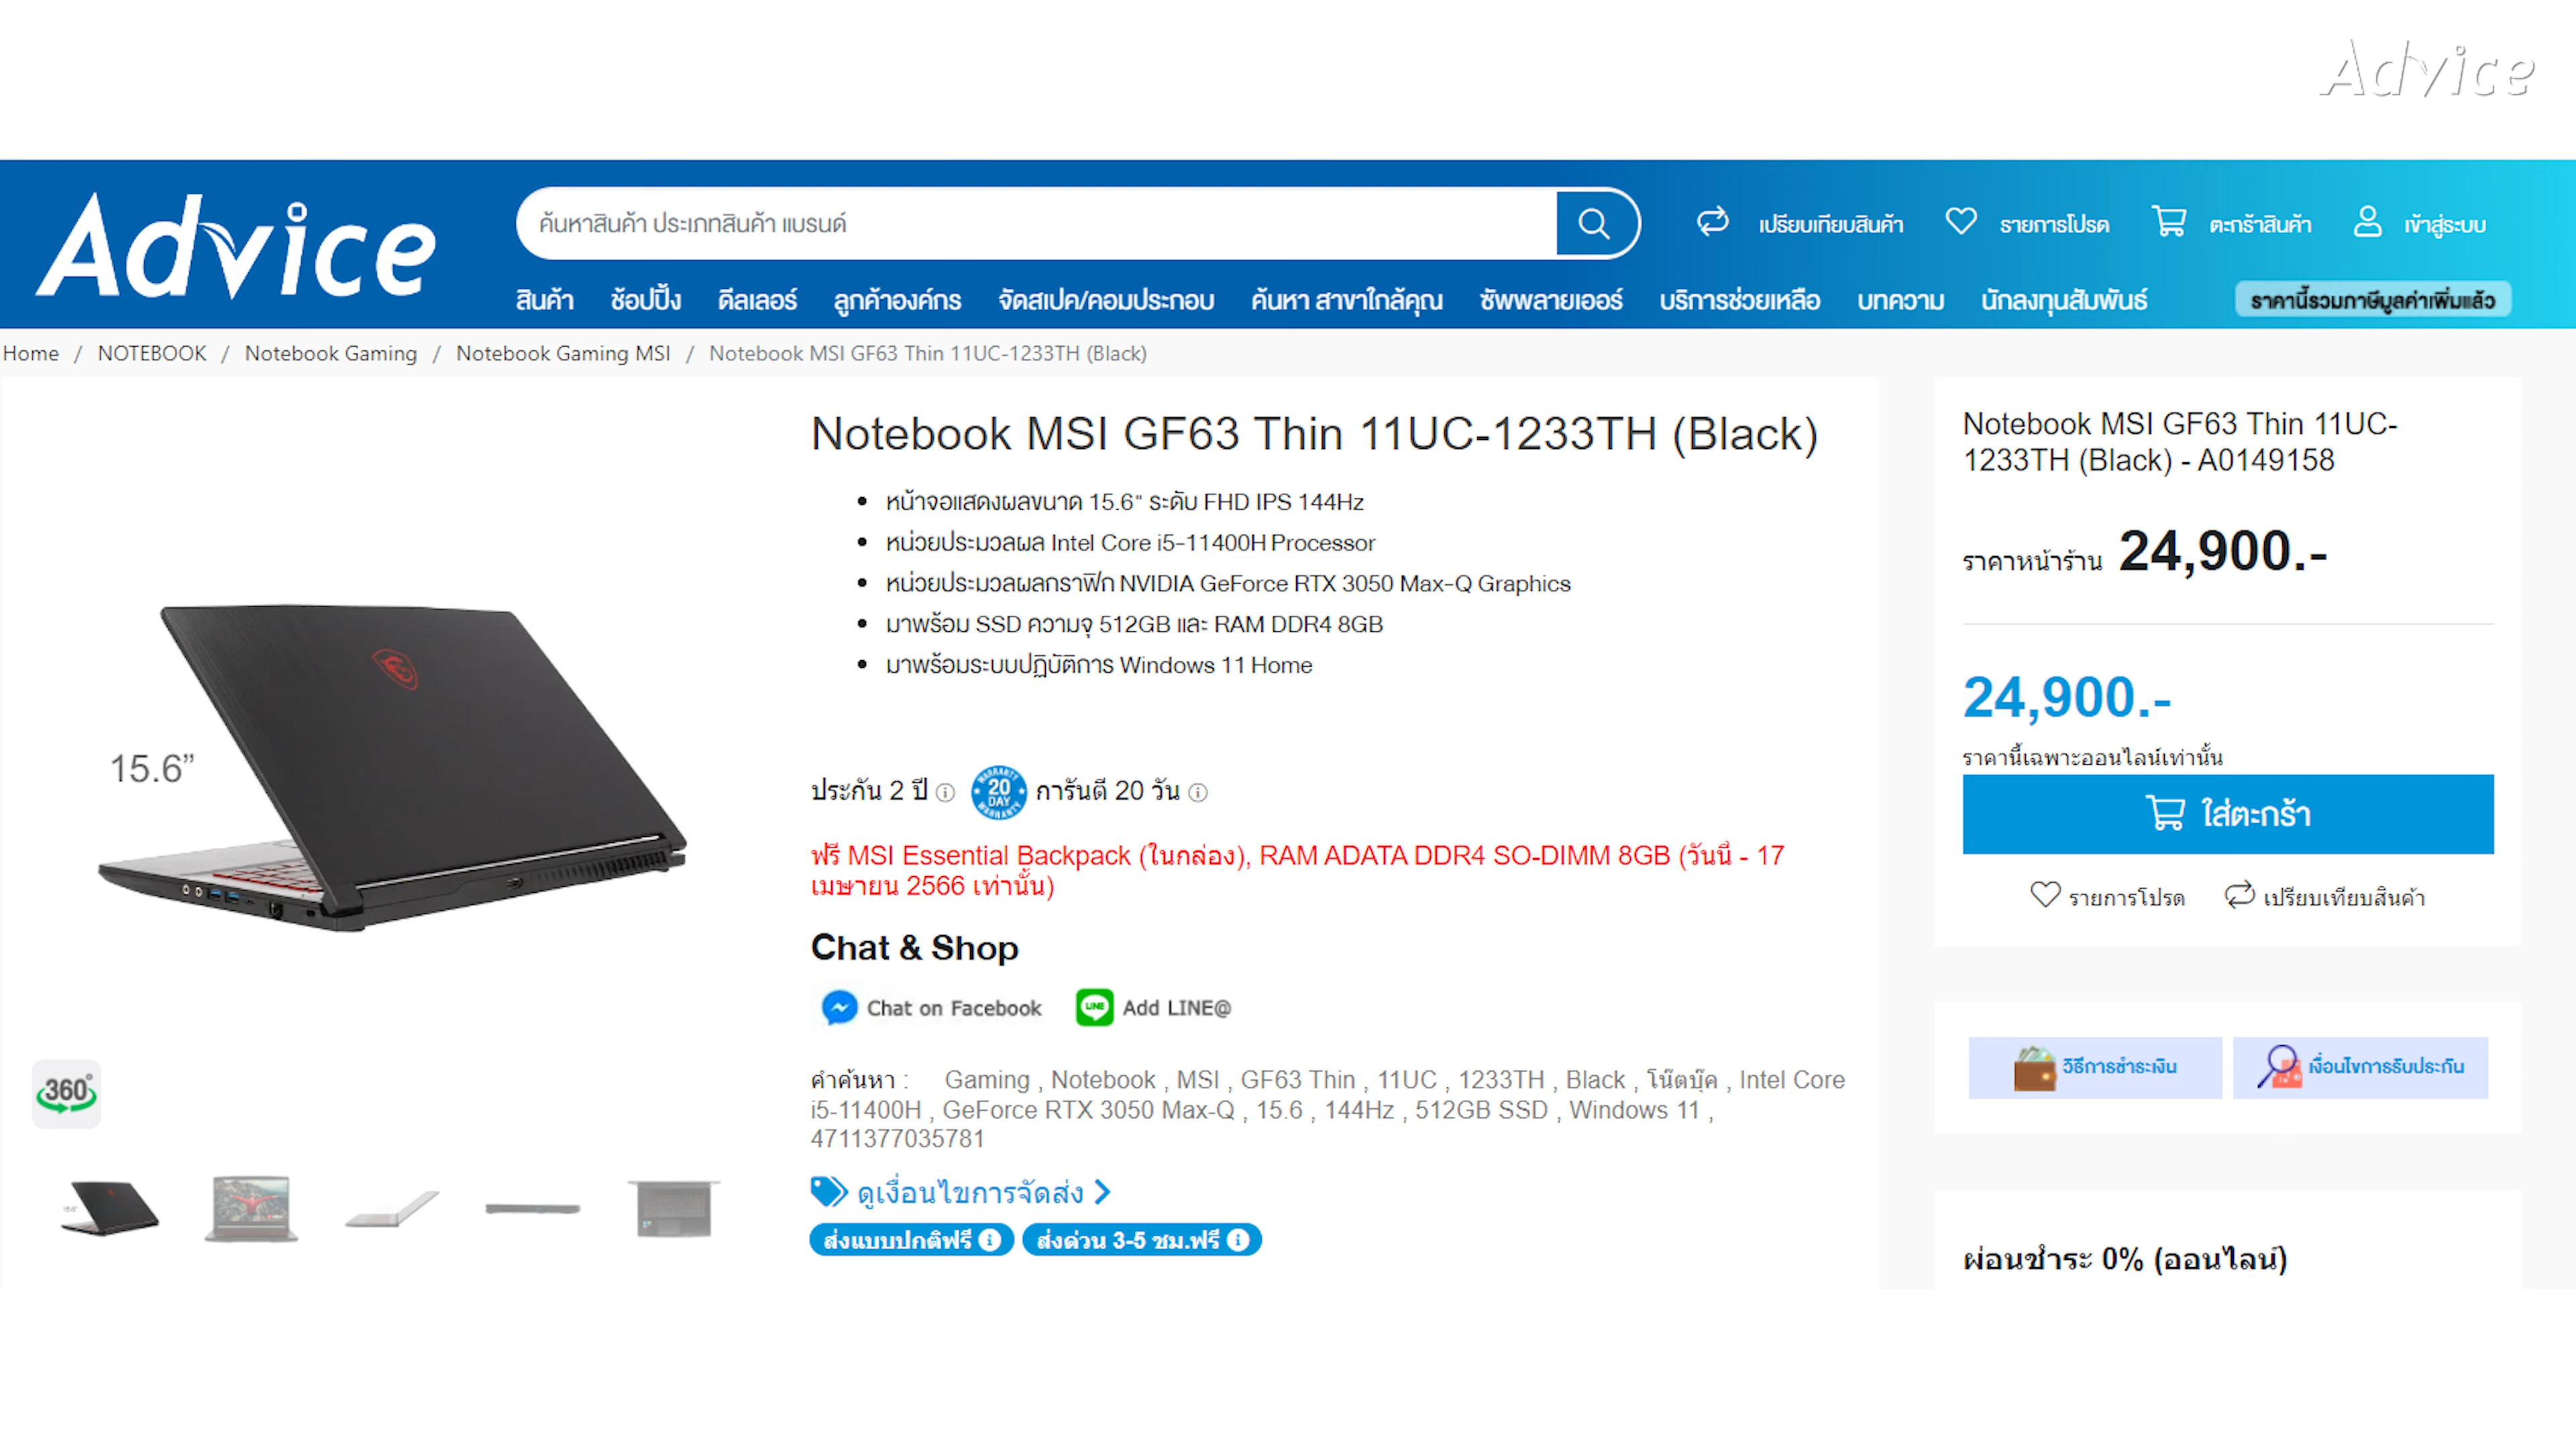 Advice
Advice
ค้นหาสินค้า ประเภทสินค้า แบรนด์
เปรียบเทียบสินค้า
รายการโปรด
ตะกร้าสินค้า
เข้าสู่ระบบ
สินค้า ช้อปปิ้ง ดีลเลอร์ ลูกค้าองค์กร จัดสเปค/คอมประกอบ ค้นหา สาขาใกล้คุณ ซัพพลายเออร์ บริการช่วยเหลือ บทความ นักลงทุนสัมพันธ์ ราคานี้รวมภาษีมูลค่าเพิ่มแล้ว
Home / NOTEBOOK / Notebook Gaming / Notebook Gaming MSI / Notebook MSI GF63 Thin 11UC-1233TH (Black)
15.6”
360°
Notebook MSI GF63 Thin 11UC-1233TH (Black)
• หน้าจอแสดงผลขนาด 15.6" ระดับ FHD IPS 144Hz
• หน่วยประมวลผล Intel Core i5-11400H Processor
• หน่วยประมวลผลกราฟิก NVIDIA GeForce RTX 3050 Max-Q Graphics
• มาพร้อม SSD ความจุ 512GB และ RAM DDR4 8GB
• มาพร้อมระบบปฏิบัติการ Windows 11 Home
ประกัน 2 ปี WARRANTY 20 DAY WARRANTY การันตี 20 วัน
ฟรี MSI Essential Backpack (ในกล่อง), RAM ADATA DDR4 SO-DIMM 8GB (วันนี้ - 17
เมษายน 2566 เท่านั้น)
Chat & Shop
Chat on Facebook LINE Add LINE@
คำค้นหา : Gaming , Notebook , MSI , GF63 Thin , 11UC , 1233TH , Black , โน๊ตบุ๊ค , Intel Core
i5-11400H , GeForce RTX 3050 Max-Q , 15.6 , 144Hz , 512GB SSD , Windows 11 ,
4711377035781
ดูเงื่อนไขการจัดส่ง
ส่งแบบปกติฟรี ส่งด่วน 3-5 ชม.ฟรี
Notebook MSI GF63 Thin 11UC-
1233TH (Black) - A0149158
ราคาหน้าร้าน 24,900.-
24,900.-
ราคานี้เฉพาะออนไลน์เท่านั้น
ใส่ตะกร้า
รายการโปรด เปรียบเทียบสินค้า
วิธีการชำระเงิน เงื่อนไขการรับประกัน
ผ่อนชำระ 0% (ออนไลน์)